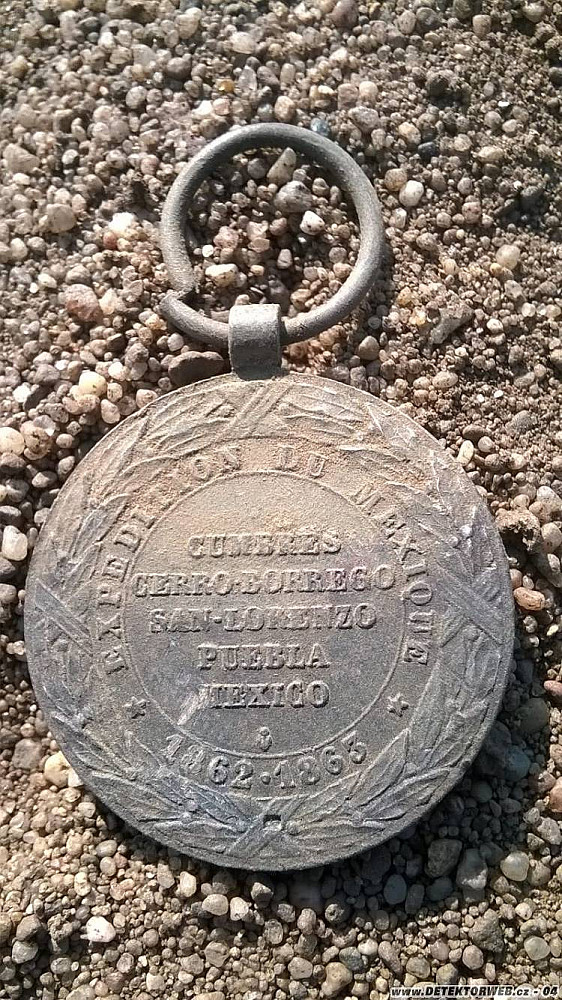 EXPEDITION DU MEXIQUE
CUMBRES
CERRO-BORREGO
SAN-LORENZO
PUEBLA
MEXICO
1862·1863
www.DETEKTORWEB.cz - '04